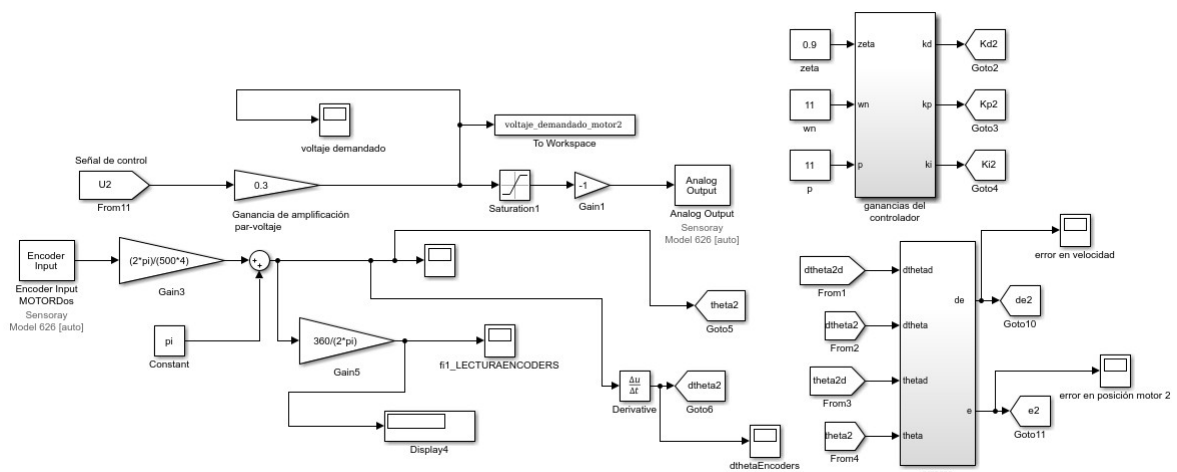 0.9
zeta
11
wn
11
p
zeta
wn
p
kd
kp
ki
Kd2
Goto2
Kp2
Goto3
Ki2
Goto4
ganancias del
controlador
voltaje demandado
voltaje_demandado_motor2
To Workspace
Señal de control
U2
From11
0.3
Ganancia de amplificación
par-voltaje
Saturation1
-1
Gain1
Analog
Output
Analog Output
Sensoray
Model 626 [auto]
Encoder
Input
Encoder Input
MOTORDos
Sensoray
Model 626 [auto]
(2*pi)/(500*4)
Gain3
+
+
pi
Constant
360/(2*pi)
Gain5
fi1_LECTURAENCODERS
Display4
theta2
Goto5
Δu
Δt
Derivative
dtheta2
Goto6
dthetaEncoders
dtheta2d
From1
dtheta2
From2
theta2d
From3
theta2
From4
dthetad
dtheta
thetad
theta
de
e
error en velocidad
de2
Goto10
error en posición motor 2
e2
Goto11